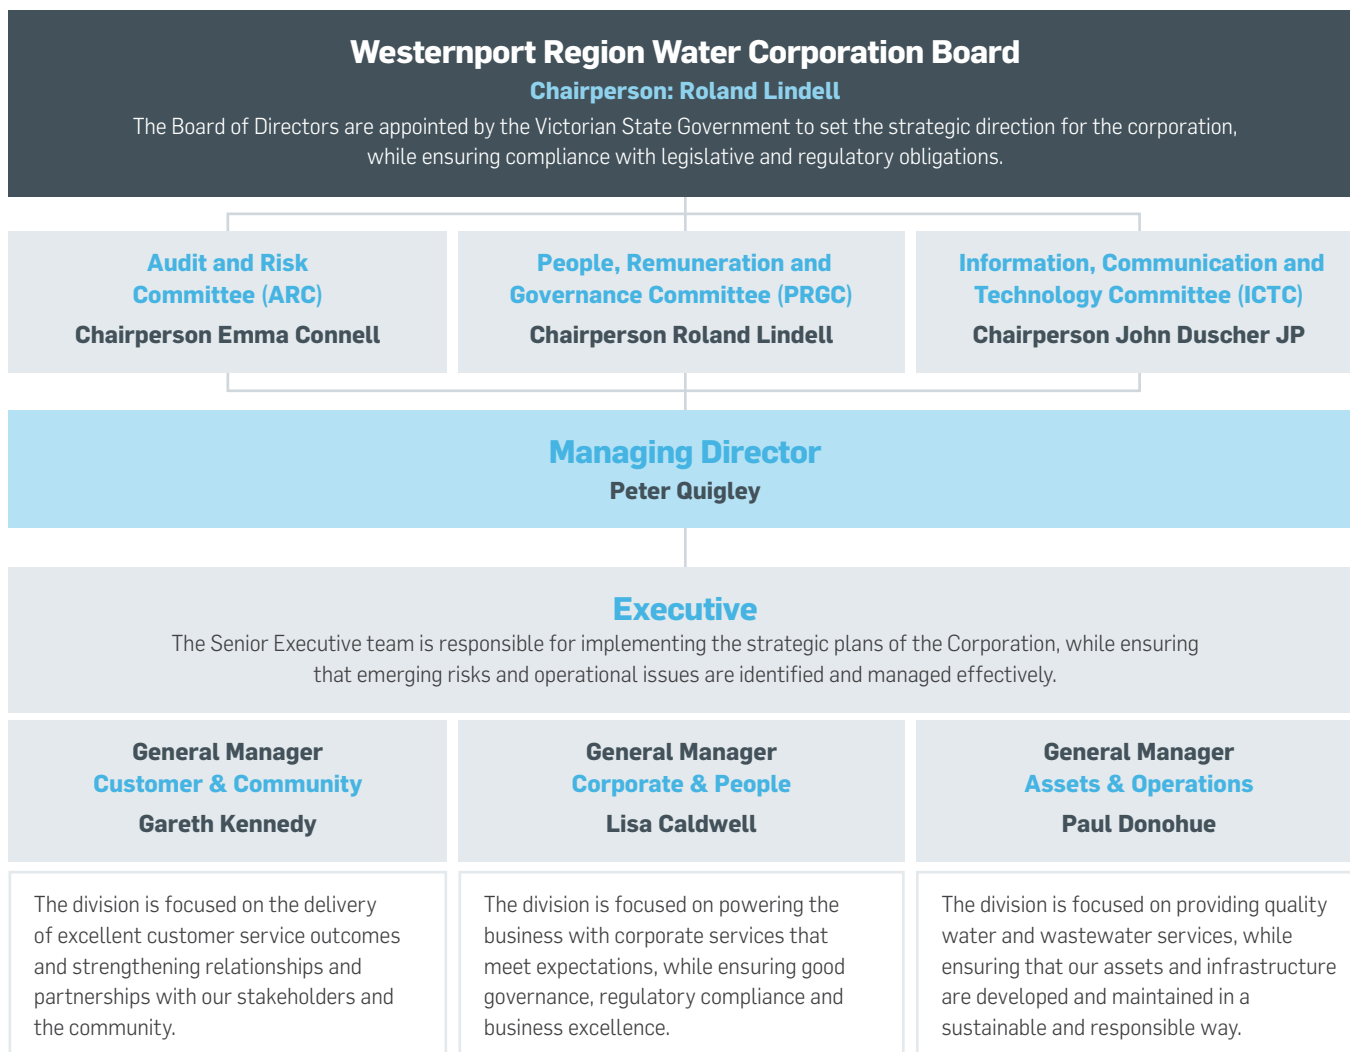 Westernport Region Water Corporation Board
Chairperson: Roland Lindell
The Board of Directors are appointed by the Victorian State Government to set the strategic direction for the corporation,
while ensuring compliance with legislative and regulatory obligations.
Audit and Risk
Committee (ARC)
Chairperson Emma Connell
People, Remuneration and
Governance Committee (PRGC)
Chairperson Roland Lindell
Information, Communication and
Technology Committee (ICTC)
Chairperson John Duscher JP
Managing Director
Peter Quigley
Executive
The Senior Executive team is responsible for implementing the strategic plans of the Corporation, while ensuring
that emerging risks and operational issues are identified and managed effectively.
General Manager
Customer & Community
Gareth Kennedy
General Manager
Corporate & People
Lisa Caldwell
General Manager
Assets & Operations
Paul Donohue
The division is focused on the delivery
of excellent customer service outcomes
and strengthening relationships and
partnerships with our stakeholders and
the community.
The division is focused on powering the
business with corporate services that
meet expectations, while ensuring good
governance, regulatory compliance and
business excellence.
The division is focused on providing quality
water and wastewater services, while
ensuring that our assets and infrastructure
are developed and maintained in a
sustainable and responsible way.